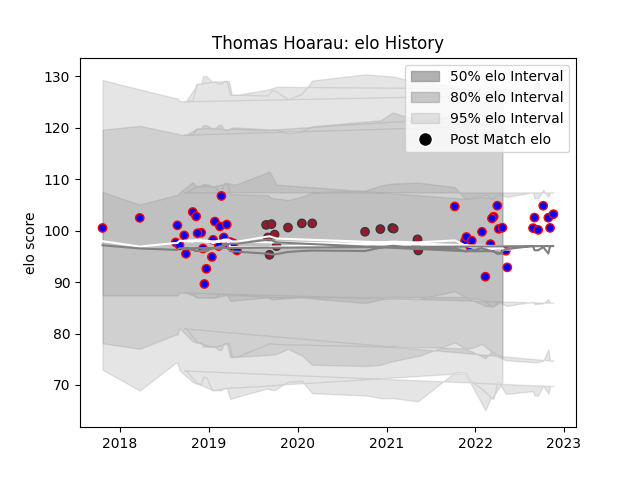 Thomas Hoarau: elo History
50% elo Interval
80% elo Interval
95% elo Interval
Post Match elo
elo score
130
120
110
100
90
80
70
2018 2019 2020 2021 2022 2023